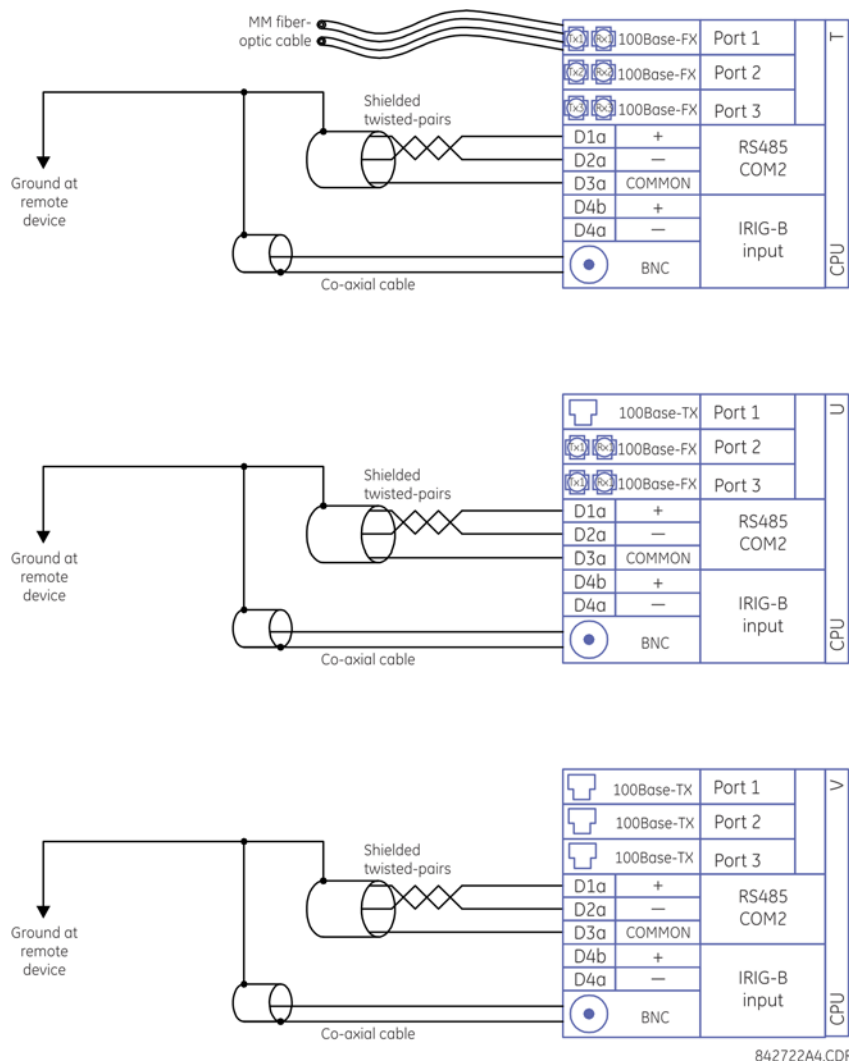 MM fiber-
optic cable
Tx1 Rx1 100Base-FX Port 1 T
Tx2 Rx2 100Base-FX Port 2
Tx3 Rx3 100Base-FX Port 3
Shielded
twisted-pairs
D1a +
D2a —
D3a COMMON
RS485
COM2
Ground at
remote
device
D4b +
D4a —
IRIG-B
input
BNC
CPU
Co-axial cable
100Base-TX Port 1 U
Tx1 Rx1 100Base-FX Port 2
Tx1 Rx1 100Base-FX Port 3
Shielded
twisted-pairs
D1a +
D2a —
D3a COMMON
RS485
COM2
Ground at
remote
device
D4b +
D4a —
IRIG-B
input
BNC
CPU
Co-axial cable
100Base-TX Port 1 V
100Base-TX Port 2
100Base-TX Port 3
Shielded
twisted-pairs
D1a +
D2a —
D3a COMMON
RS485
COM2
Ground at
remote
device
D4b +
D4a —
IRIG-B
input
BNC
CPU
Co-axial cable
842722A4.CDR